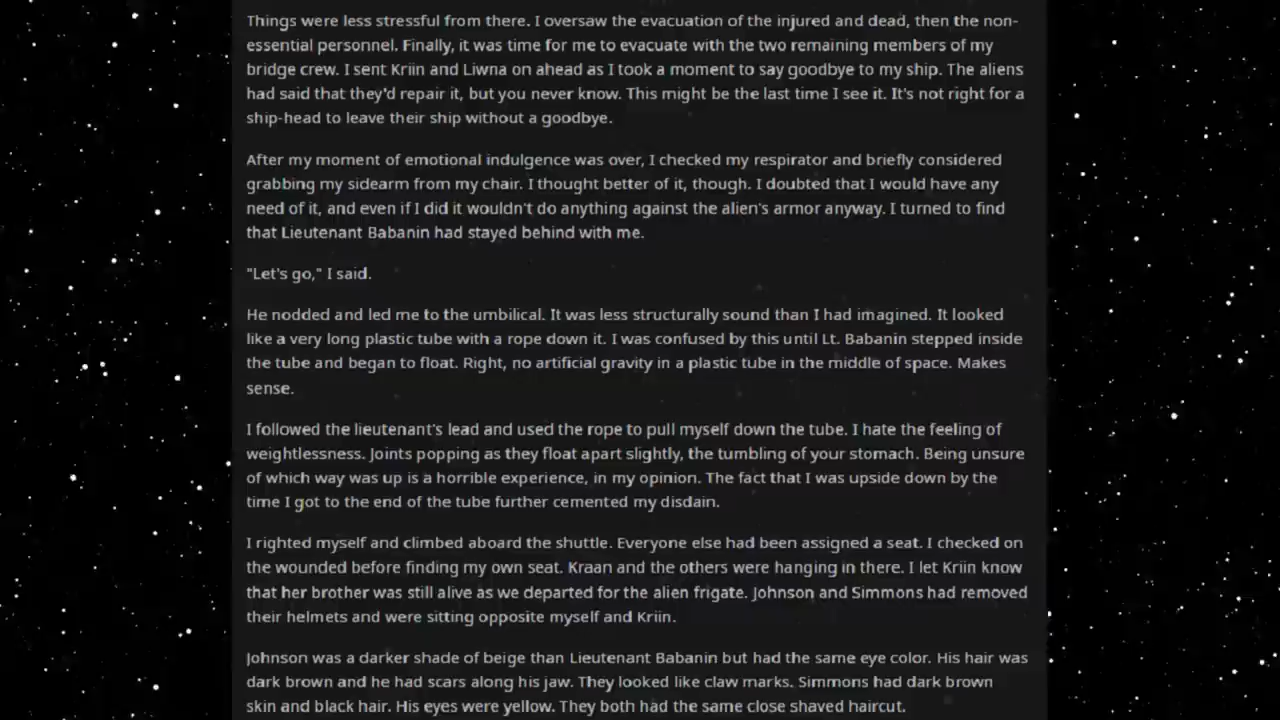 Things were less stressful from there. I oversaw the evacuation of the injured and dead, then the non-
essential personnel. Finally, it was time for me to evacuate with the two remaining members of my
bridge crew. I sent Kriin and Liwna on ahead as I took a moment to say goodbye to my ship. The aliens
had said that they'd repair it, but you never know. This might be the last time I see it. It's not right for a
ship-head to leave their ship without a goodbye.
After my moment of emotional indulgence was over, I checked my respirator and briefly considered
grabbing my sidearm from my chair. I thought better of it, though. I doubted that I would have any
need of it, and even if I did it wouldn't do anything against the alien's armor anyway. I turned to find
that Lieutenant Babanin had stayed behind with me.
"Let's go," I said.
He nodded and led me to the umbilical. It was less structurally sound than I had imagined. It looked
like a very long plastic tube with a rope down it. I was confused by this until Lt. Babanin stepped inside
the tube and began to float. Right, no artificial gravity in a plastic tube in the middle of space. Makes
sense.
I followed the lieutenant's lead and used the rope to pull myself down the tube. I hate the feeling of
weightlessness. Joints popping as they float apart slightly, the tumbling of your stomach. Being unsure
of which way was up is a horrible experience, in my opinion. The fact that I was upside down by the
time I got to the end of the tube further cemented my disdain.
I righted myself and climbed aboard the shuttle. Everyone else had been assigned a seat. I checked on
the wounded before finding my own seat. Kraan and the others were hanging in there. I let Kriin know
that her brother was still alive as we departed for the alien frigate. Johnson and Simmons had removed
their helmets and were sitting opposite myself and Kriin.
Johnson was a darker shade of beige than Lieutenant Babanin but had the same eye color. His hair was
dark brown and he had scars along his jaw. They looked like claw marks. Simmons had dark brown
skin and black hair. His eyes were yellow. They both had the same close shaved haircut.